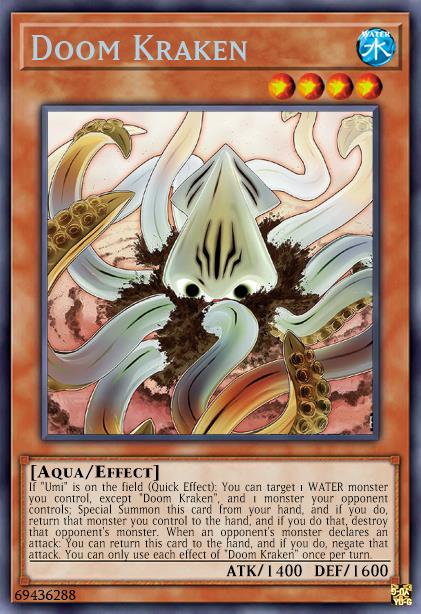 Doom Kraken
WATER
水
[Aqua/Effect]
If "Umi" is on the field (Quick Effect): You can target 1 WATER monster
you control, except "Doom Kraken", and 1 monster your opponent
controls; Special Summon this card from your hand, and if you do,
return that monster you control to the hand, and if you do that, destroy
that opponent's monster. When an opponent's monster declares an
attack: You can return this card to the hand, and if you do, negate that
attack. You can only use each effect of "Doom Kraken" once per turn.
ATK/1400 DEF/1600
69436288